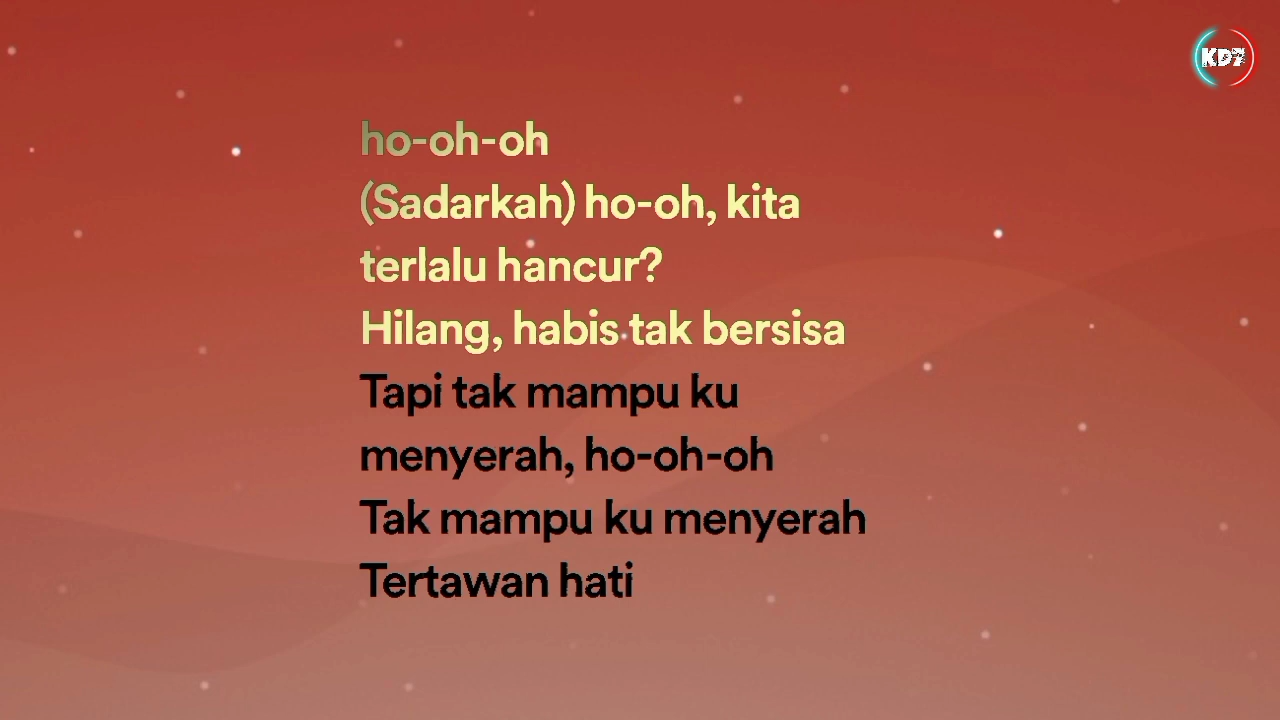 KD7
ho-oh-oh
(Sadarkah) ho-oh, kita
terlalu hancur?
Hilang, habis tak bersisa
Tapi tak mampu ku
menyerah, ho-oh-oh
Tak mampu ku menyerah
Tertawan hati